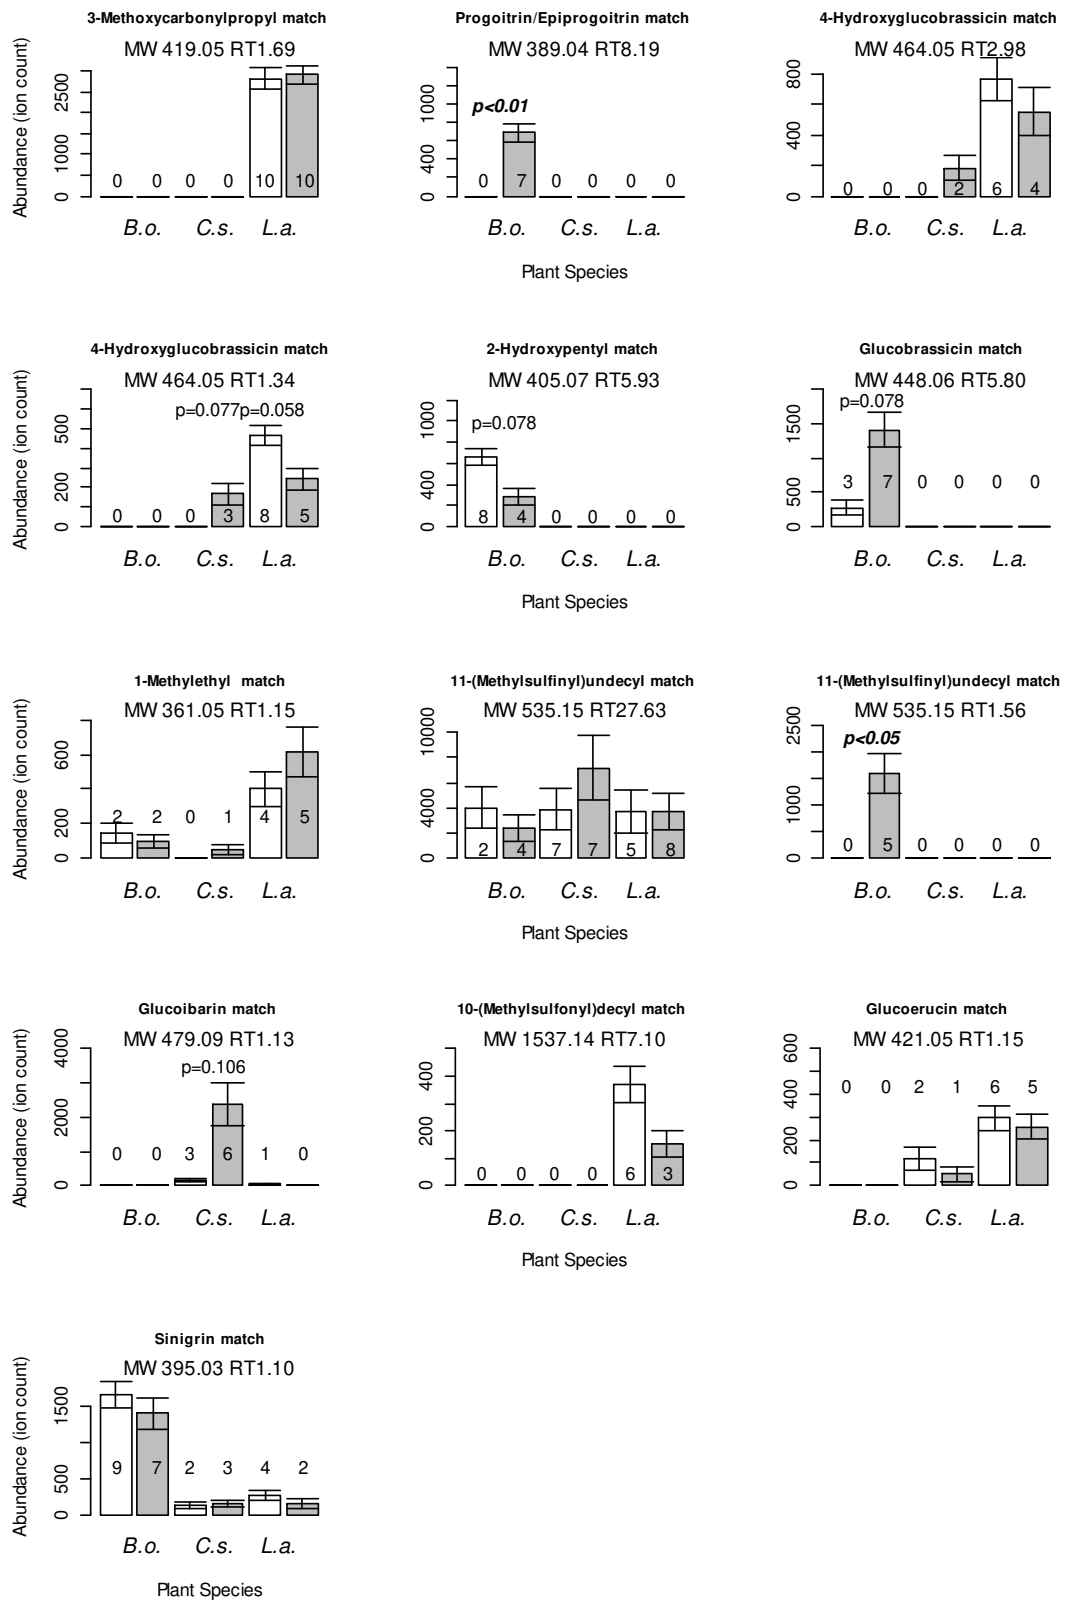 3-Methoxycarbonylpropyl match
MW 419.05 RT1.69
Abundance (ion count)
0 1000 2500
0 0 0 0 10 10
B.o. C.s. L.a.
Progoitrin/Epiprogoitrin match
MW 389.04 RT8.19
p<0.01
0 400 1000
0 7 0 0 0 0
B.o. C.s. L.a.
Plant Species
4-Hydroxyglucobrassicin match
MW 464.05 RT2.98
0 400 800
0 0 0 2 6 4
B.o. C.s. L.a.
4-Hydroxyglucobrassicin match
MW 464.05 RT1.34
p=0.077p=0.058
Abundance (ion count)
0 200 500
0 0 0 3 8 5
B.o. C.s. L.a.
2-Hydroxypentyl match
MW 405.07 RT5.93
p=0.078
0 400 1000
8 4 0 0 0 0
B.o. C.s. L.a.
Plant Species
Glucobrassicin match
MW 448.06 RT5.80
p=0.078
0 500 1500
3 7 0 0 0 0
B.o. C.s. L.a.
1-Methylethyl match
MW 361.05 RT1.15
Abundance (ion count)
0 200 600
2 2 0 1 4 5
B.o. C.s. L.a.
11-(Methylsulfinyl)undecyl match
MW 535.15 RT27.63
0 4000 10000
2 4 7 7 5 8
B.o. C.s. L.a.
Plant Species
11-(Methylsulfinyl)undecyl match
MW 535.15 RT1.56
p<0.05
0 1000 2500
0 5 0 0 0 0
B.o. C.s. L.a.
Glucoibarin match
MW 479.09 RT1.13
p=0.106
Abundance (ion count)
0 2000 4000
0 0 3 6 1 0
B.o. C.s. L.a.
10-(Methylsulfonyl)decyl match
MW 1537.14 RT7.10
0 200 400
0 0 0 0 6 3
B.o. C.s. L.a.
Plant Species
Glucoerucin match
MW 421.05 RT1.15
0 200 400 600
0 0 2 1 6 5
B.o. C.s. L.a.
Sinigrin match
MW 395.03 RT1.10
Abundance (ion count)
0 500 1500
9 7 2 3 4 2
B.o. C.s. L.a.
Plant Species